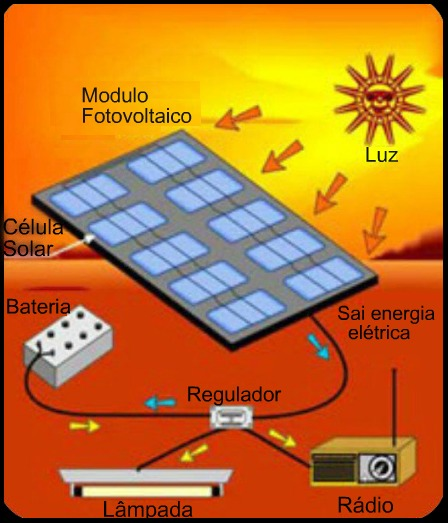 Modulo
Fotovoltaico
Luz
Célula
Solar
Bateria
Sai energia
elétrica
Regulador
Lâmpada
Rádio